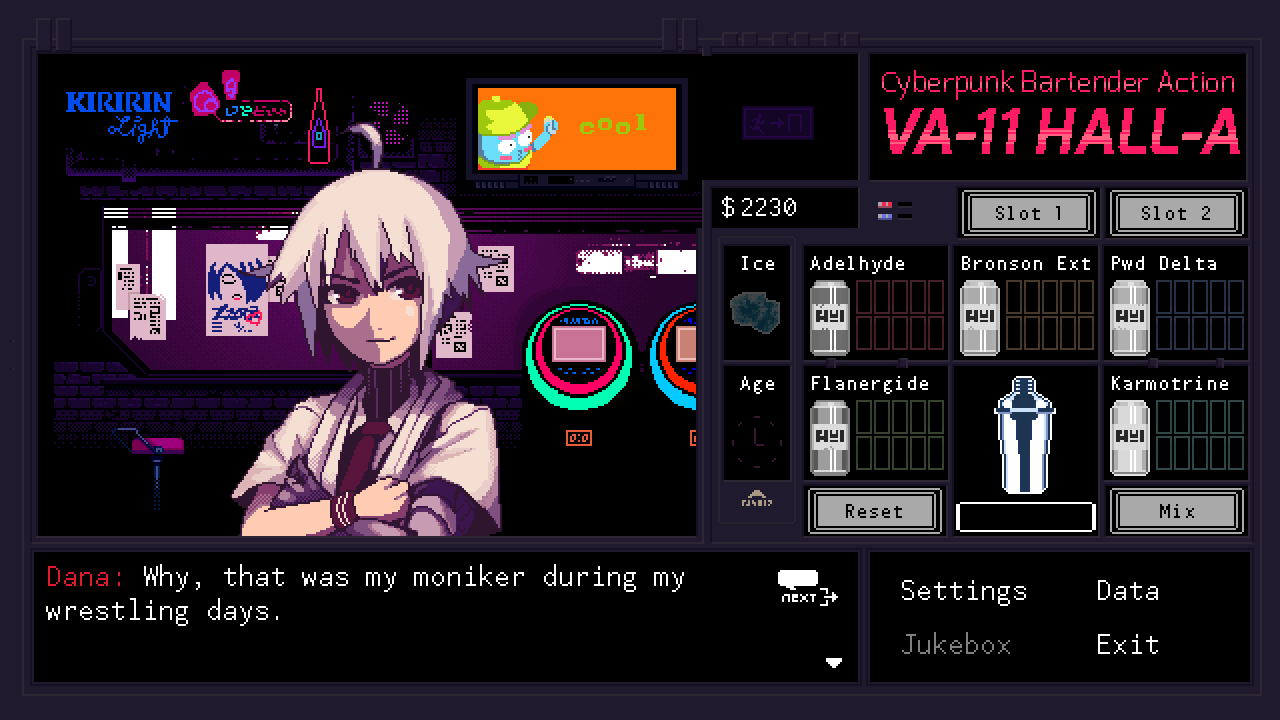 KIRIRIN
Light
cool
Cyberpunk Bartender Action
VA-11 HALL-A
$ 2230
Slot 1
Slot 2
Ice
Adelhyde
Bronson Ext
Pwd Delta
Age
Flanergide
Karmotrine
Reset
Mix
Dana: Why, that was my moniker during my
wrestling days.
NEXT
Settings
Data
Jukebox
Exit